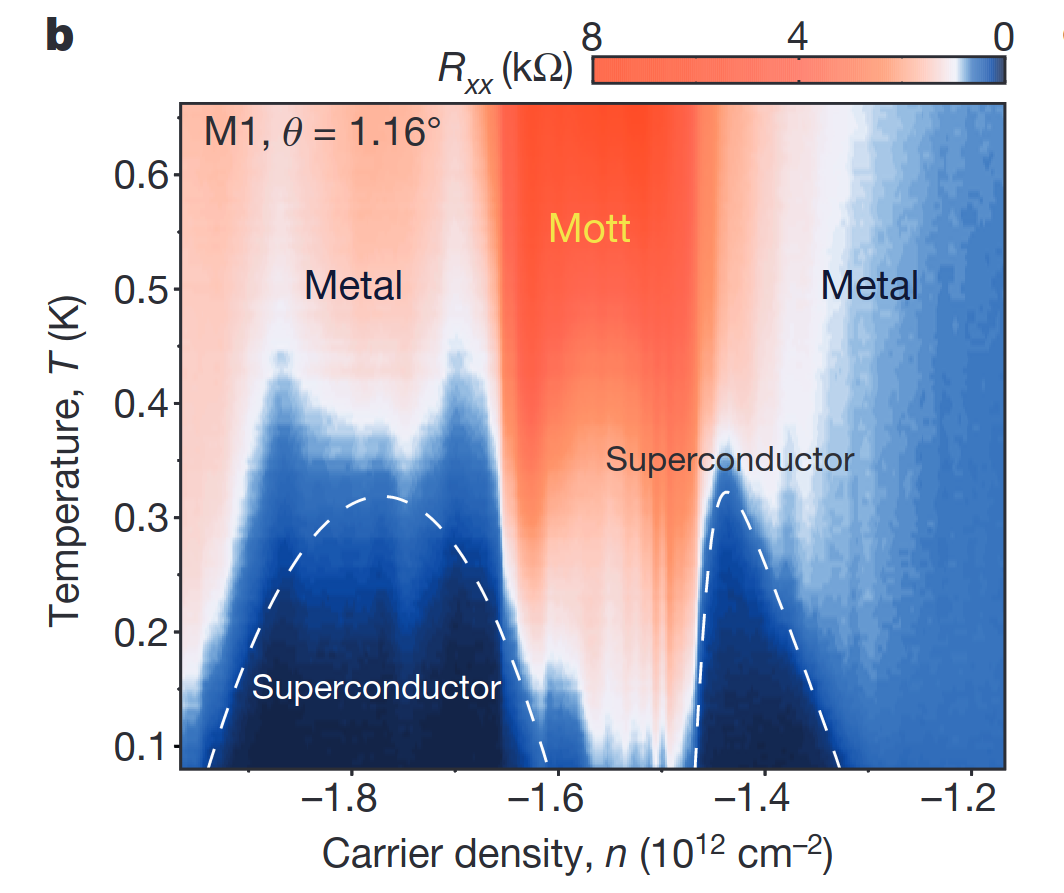 b
8 4 0
Rxx (kΩ)
M1, θ = 1.16°
Mott
Metal
Metal
Superconductor
Superconductor
Temperature, T (K)
0.6
0.5
0.4
0.3
0.2
0.1
–1.8 –1.6 –1.4 –1.2
Carrier density, n (10¹² cm⁻²)